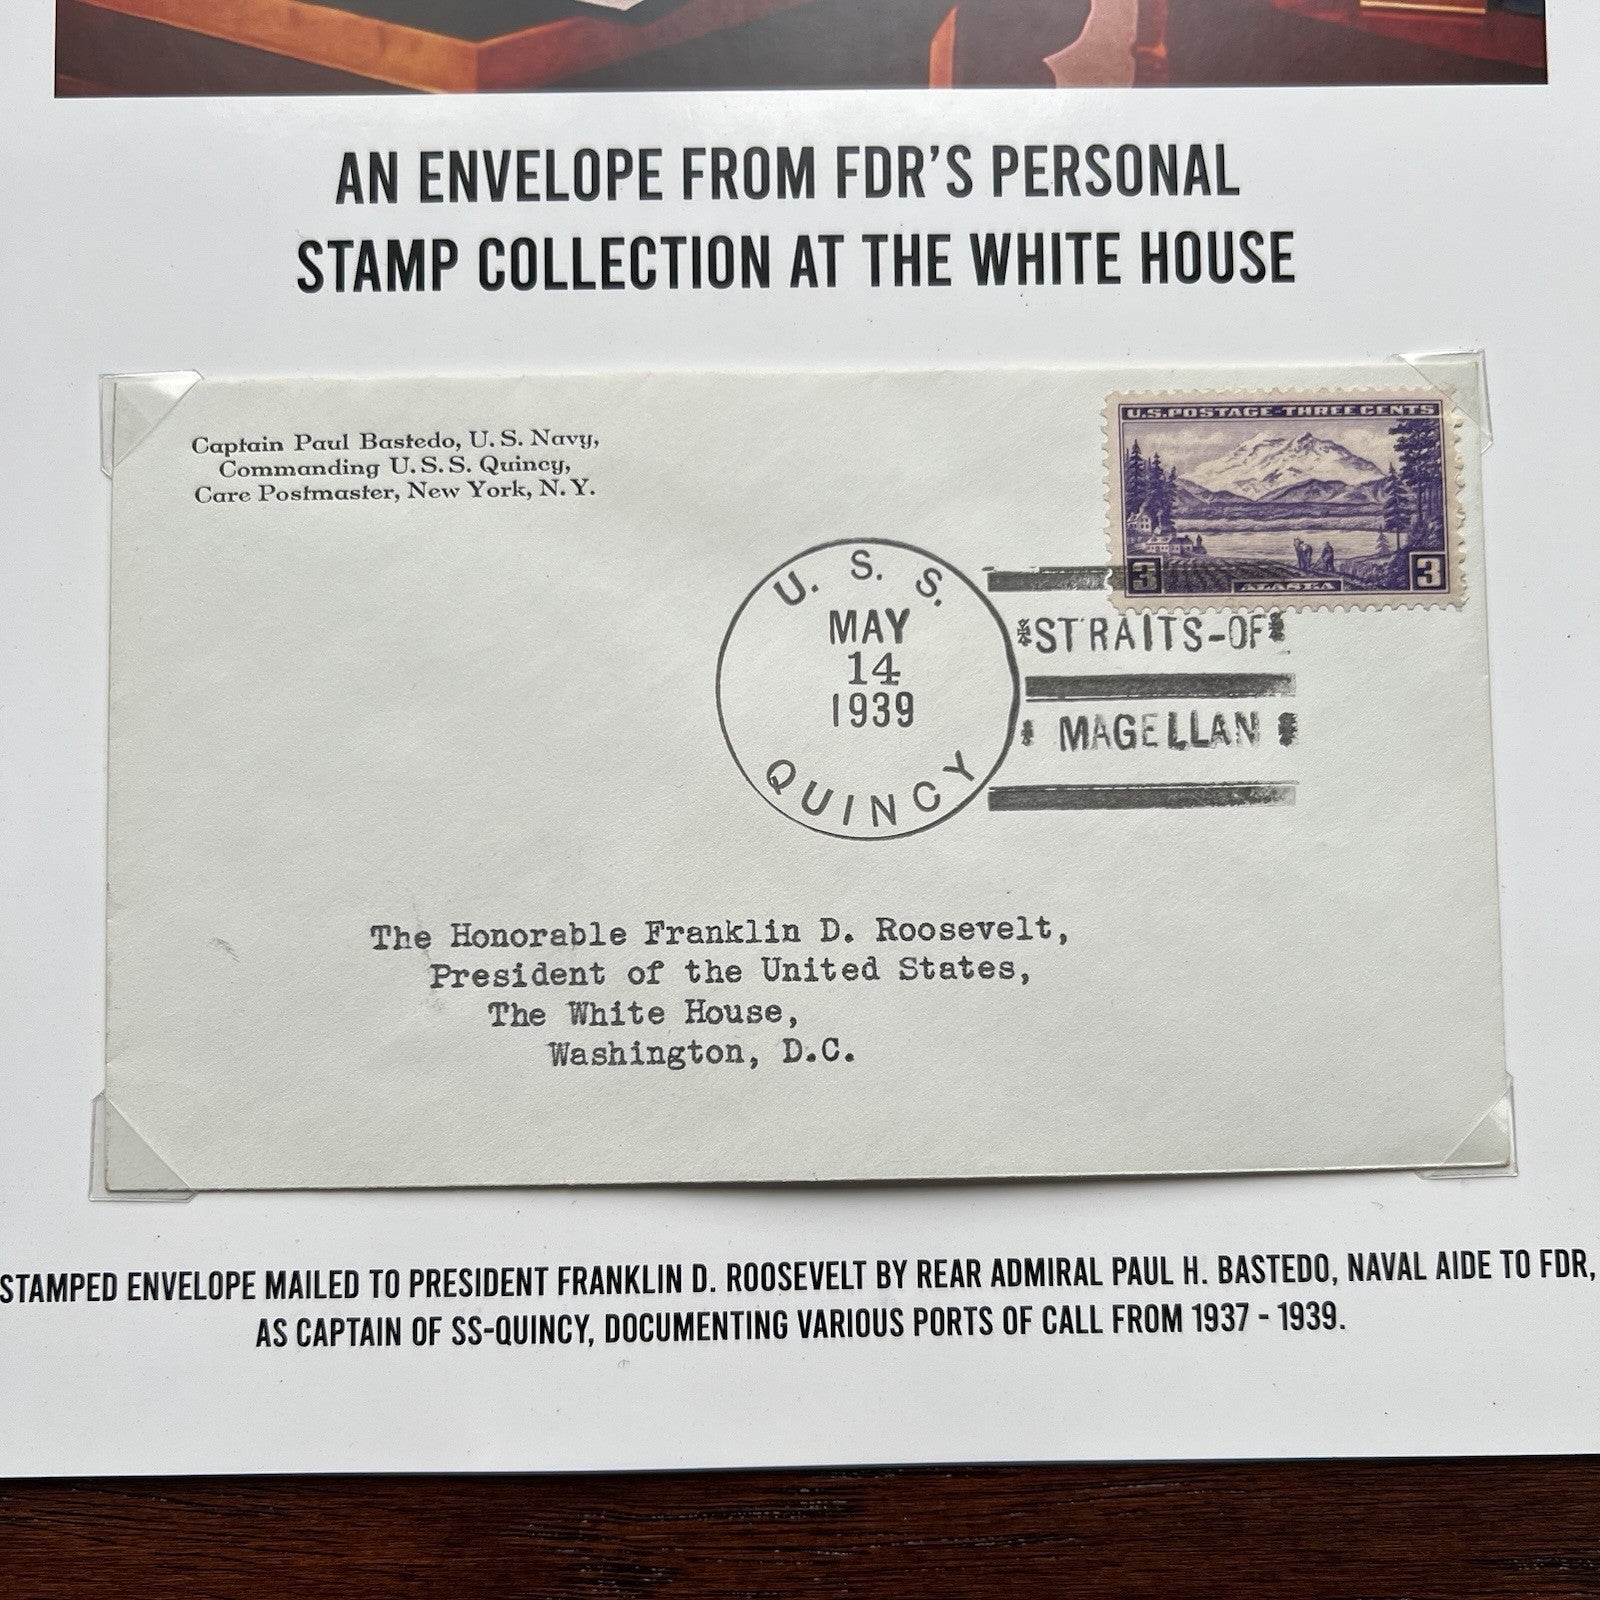 AN ENVELOPE FROM FDR'S PERSONAL
STAMP COLLECTION AT THE WHITE HOUSE
Captain Paul Bastedo, U. S. Navy,
Commanding U. S. S. Quincy,
Care Postmaster, New York, N. Y.
U.S. POSTAGE-THREE CENTS
3
ALASKA
3
U. S. S.
MAY
14
1939
QUINCY
STRAITS-OF
MAGELLAN
The Honorable Franklin D. Roosevelt,
President of the United States,
The White House,
Washington, D.C.
STAMPED ENVELOPE MAILED TO PRESIDENT FRANKLIN D. ROOSEVELT BY REAR ADMIRAL PAUL H. BASTEDO, NAVAL AIDE TO FDR,
AS CAPTAIN OF SS-QUINCY, DOCUMENTING VARIOUS PORTS OF CALL FROM 1937 - 1939.